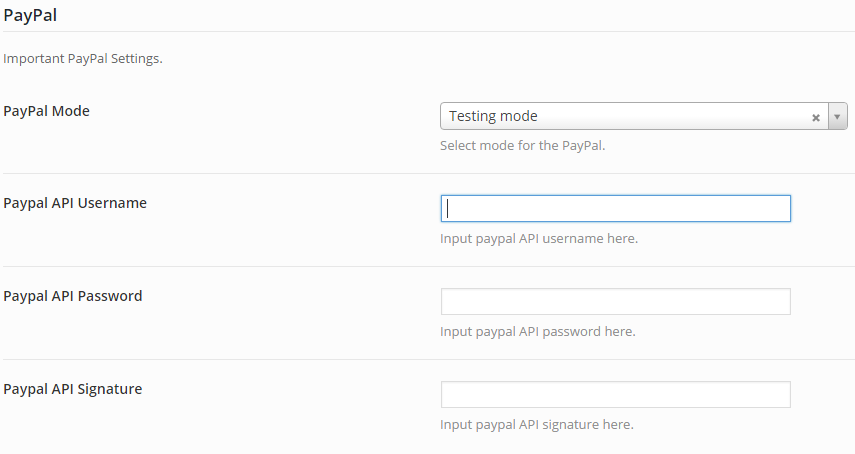 PayPal
Important PayPal Settings.
PayPal Mode
Testing mode
Select mode for the PayPal.
Paypal API Username
Input paypal API username here.
Paypal API Password
Input paypal API password here.
Paypal API Signature
Input paypal API signature here.